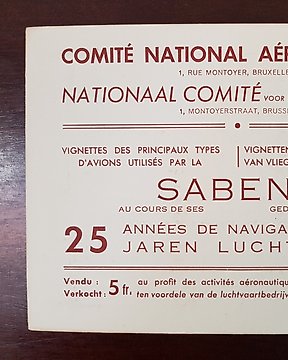 COMITÉ NATIONAL AÉR
1, RUE MONTOYER, BRUXELLE
NATIONAAL COMITÉ VOOR
1, MONTOYERSTRAAT, BRUSS
VIGNETTES DES PRINCIPAUX TYPES
D'AVIONS UTILISÉS PAR LA
VIGNETTEN
VAN VLIEG
SABEN
AU COURS DE SES GED
25 ANNÉES DE NAVIGA
JAREN LUCHT
Vendu : 5 fr. au profit des activités aéronautiqu
Verkocht : ten voordele van de luchtvaartbedrijv